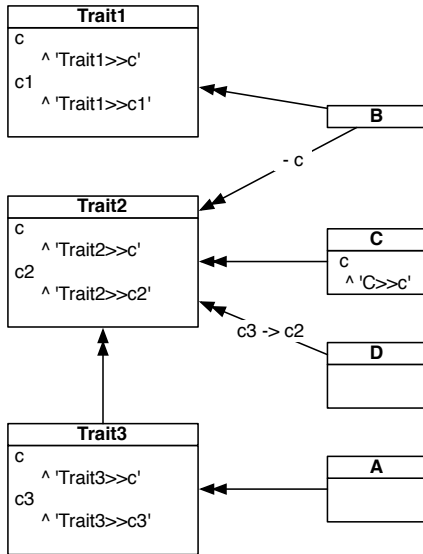 Trait1
c
^ 'Trait1>>c'
c1
^ 'Trait1>>c1'
B
- c
Trait2
c
^ 'Trait2>>c'
c2
^ 'Trait2>>c2'
C
c
^ 'C>>c'
c3 -> c2
D
Trait3
c
^ 'Trait3>>c'
c3
^ 'Trait3>>c3'
A